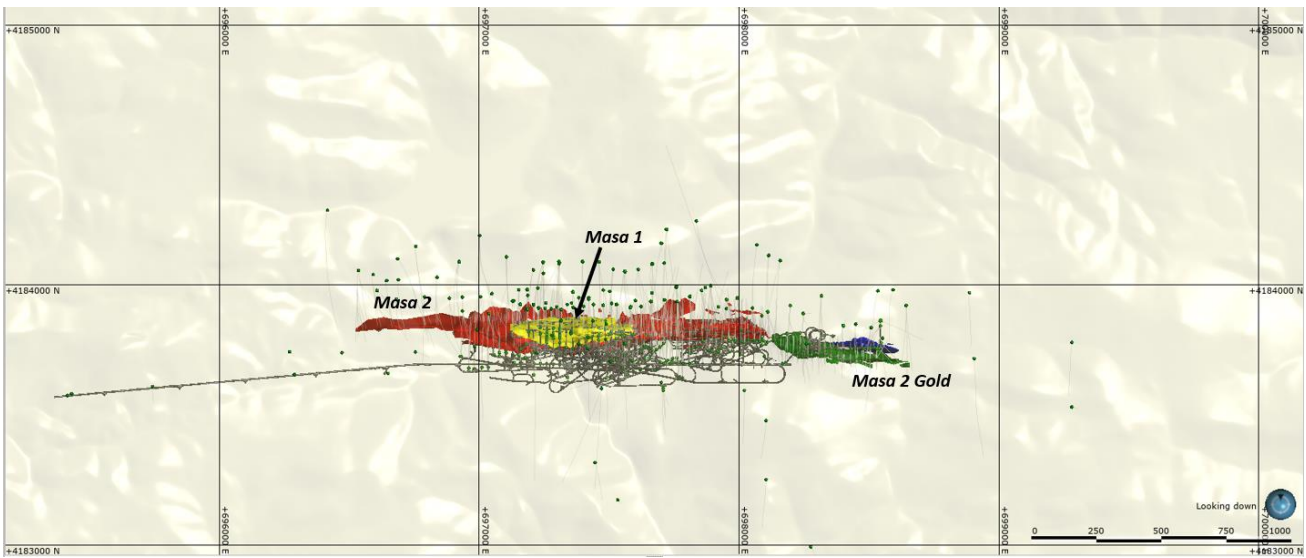 +4185000 N
+696000 E
+697000 E
+698000 E
+699000 E
+4185000 N
Masa 1
+4184000 N
Masa 2
+4184000 N
Masa 2 Gold
Looking down
0 250 500 750 1000
+4183000 N
+696000 E
+697000 E
+698000 E
+699000 E
+4183000 N